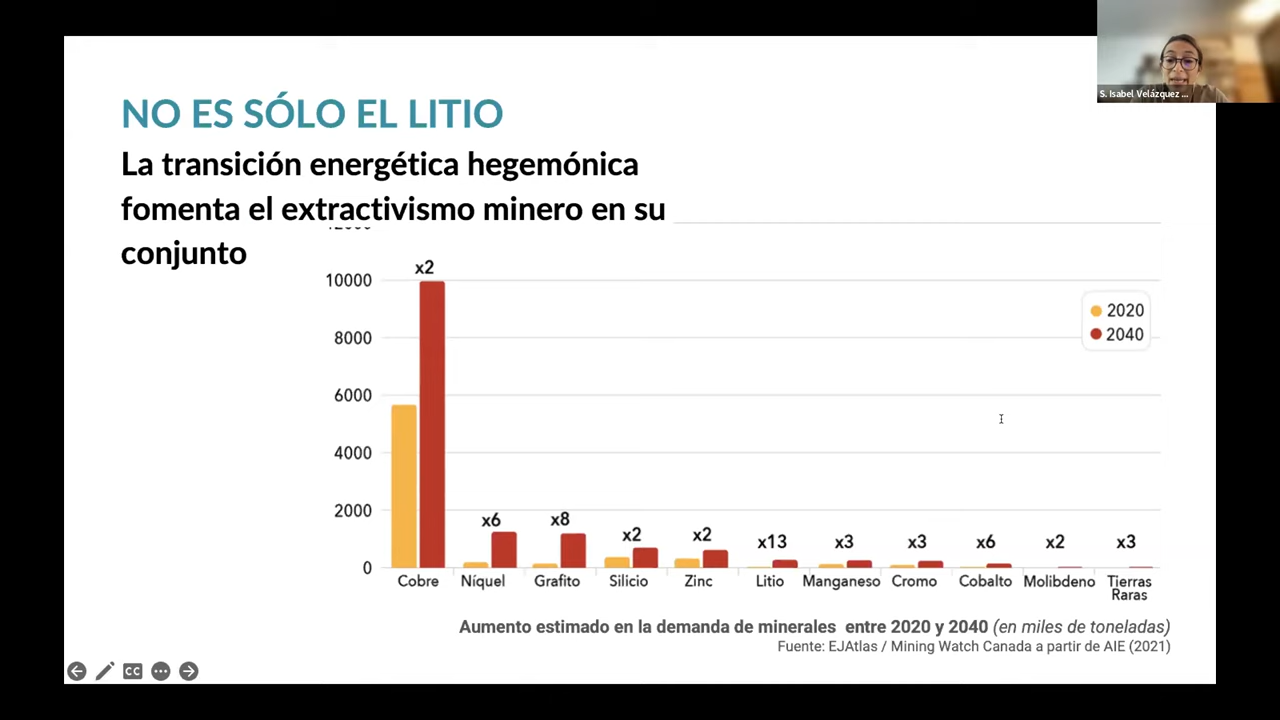 S. Isabel Velázquez ...
NO ES SÓLO EL LITIO
La transición energética hegemónica
fomenta el extractivismo minero en su
conjunto
12000
10000
8000
6000
4000
2000
0
x2
x6
x8
x2
x2
x13
x3
x3
x6
x2
x3
2020
2040
Cobre
Níquel
Grafito
Silicio
Zinc
Litio
Manganeso
Cromo
Cobalto
Molibdeno
Tierras
Raras
Aumento estimado en la demanda de minerales entre 2020 y 2040 (en miles de toneladas)
Fuente: EJAtlas / Mining Watch Canada a partir de AIE (2021)
CC